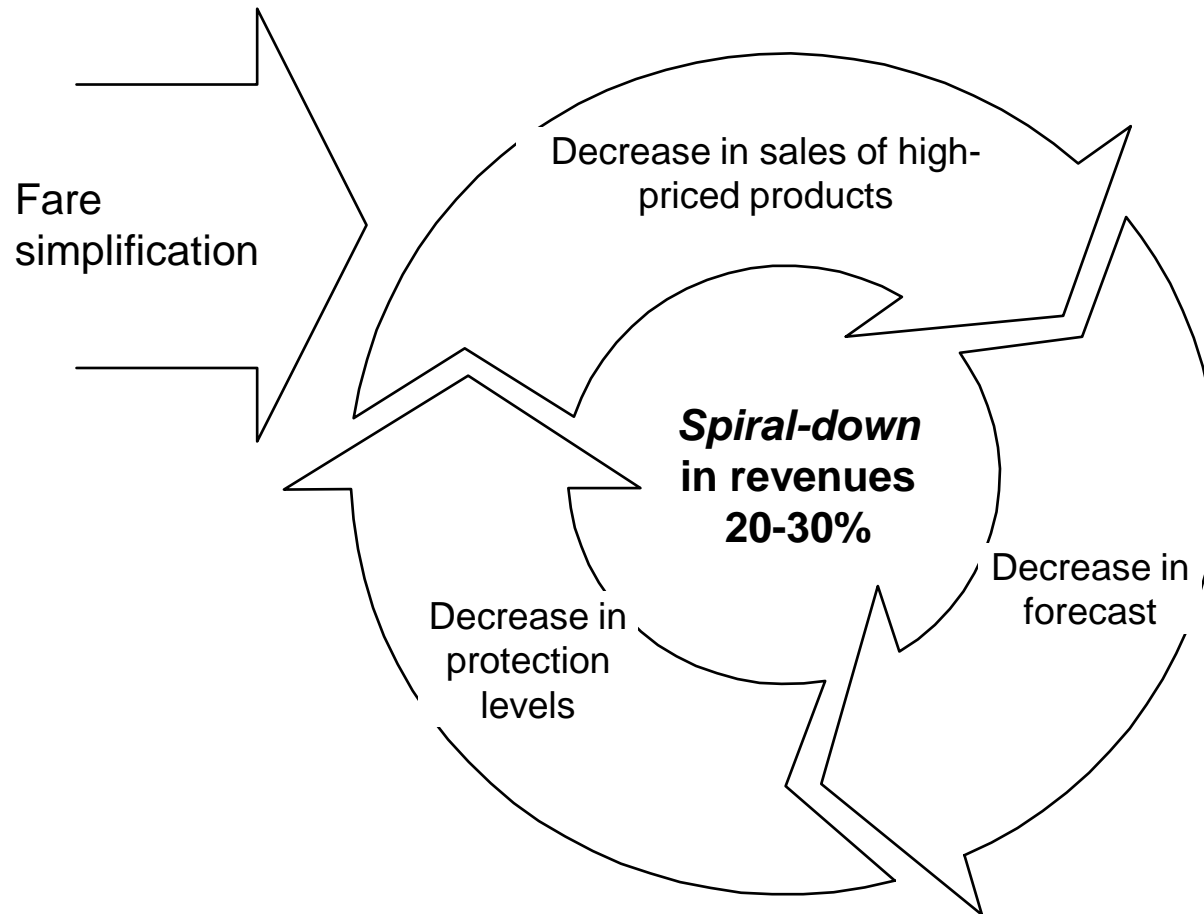 Fare
simplification
Decrease in sales of high-
priced products
Spiral-down
in revenues
20-30%
Decrease in
forecast
Decrease in
protection
levels